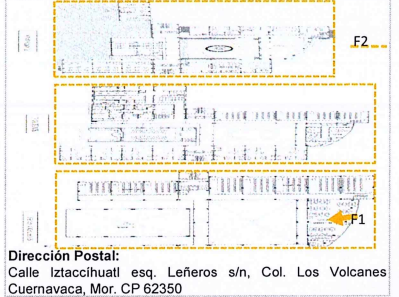 F2
F1
Dirección Postal:
Calle Iztaccíhuatl esq. Leñeros s/n, Col. Los Volcanes
Cuernavaca, Mor. CP 62350